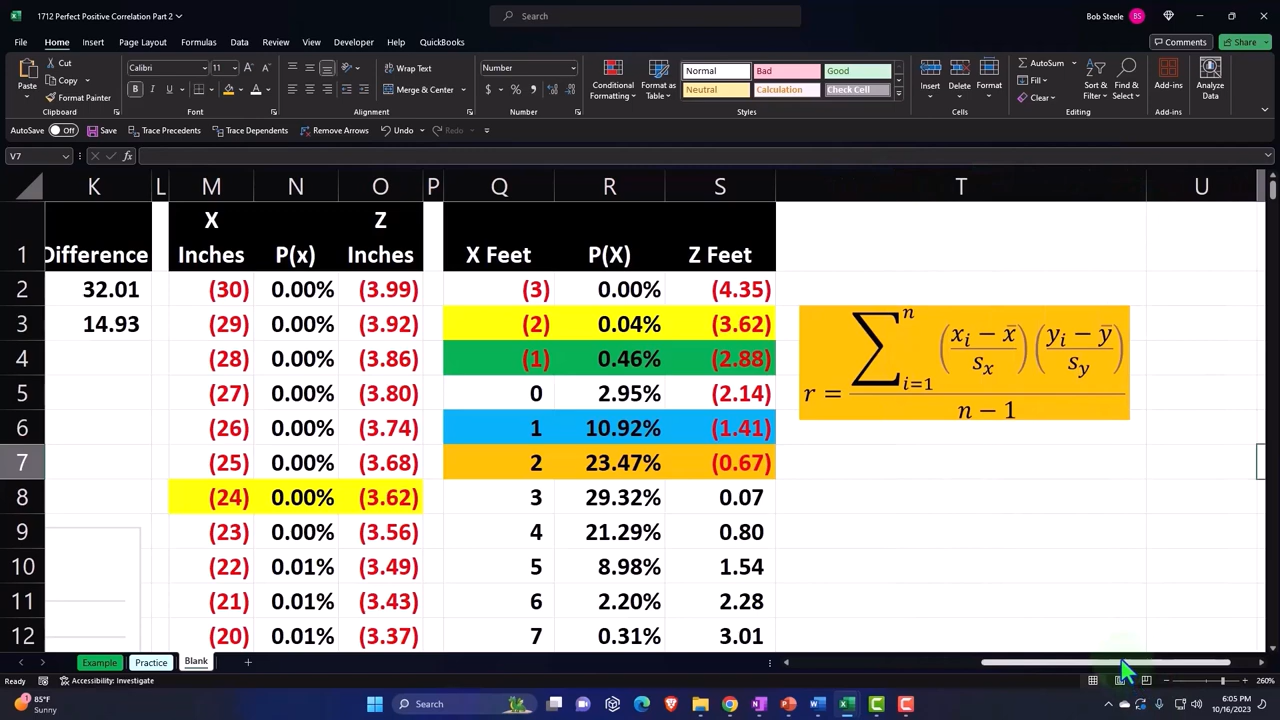 1712 Perfect Positive Correlation Part 2
Search
Bob Steele
BS
File Home Insert Page Layout Formulas Data Review View Developer Help QuickBooks
Comments Share
Paste
Cut
Copy
Format Painter
Clipboard
Calibri 11
B I U
Font
Wrap Text
Merge & Center
Alignment
Number
$ % ,
Number
Conditional Formatting
Format as Table
Normal Bad Good
Neutral Calculation Check Cell
Styles
Insert Delete Format
Cells
AutoSum
Fill
Clear
Sort & Filter
Find & Select
Editing
Add-ins
Add-ins
Analyze Data
AutoSave Off Save Trace Precedents Trace Dependents Remove Arrows Undo Redo
V7 fx
K L M N O P Q R S T U
1 Difference X Inches P(x) Z Inches X Feet P(X) Z Feet
2 32.01 (30) 0.00% (3.99) (3) 0.00% (4.35)
3 14.93 (29) 0.00% (3.92) (2) 0.04% (3.62)
4 (28) 0.00% (3.86) (1) 0.46% (2.88)
5 (27) 0.00% (3.80) 0 2.95% (2.14)
6 (26) 0.00% (3.74) 1 10.92% (1.41)
7 (25) 0.00% (3.68) 2 23.47% (0.67)
8 (24) 0.00% (3.62) 3 29.32% 0.07
9 (23) 0.00% (3.56) 4 21.29% 0.80
10 (22) 0.01% (3.49) 5 8.98% 1.54
11 (21) 0.01% (3.43) 6 2.20% 2.28
12 (20) 0.01% (3.37) 7 0.31% 3.01
r = ∑ⁿᵢ₌₁ ((xᵢ − x̄)/sₓ)((yᵢ − ȳ)/s_y) / (n − 1)
Example Practice Blank
Ready Accessibility: Investigate 260%
85°F
Sunny
Search
6:05 PM
10/16/2023